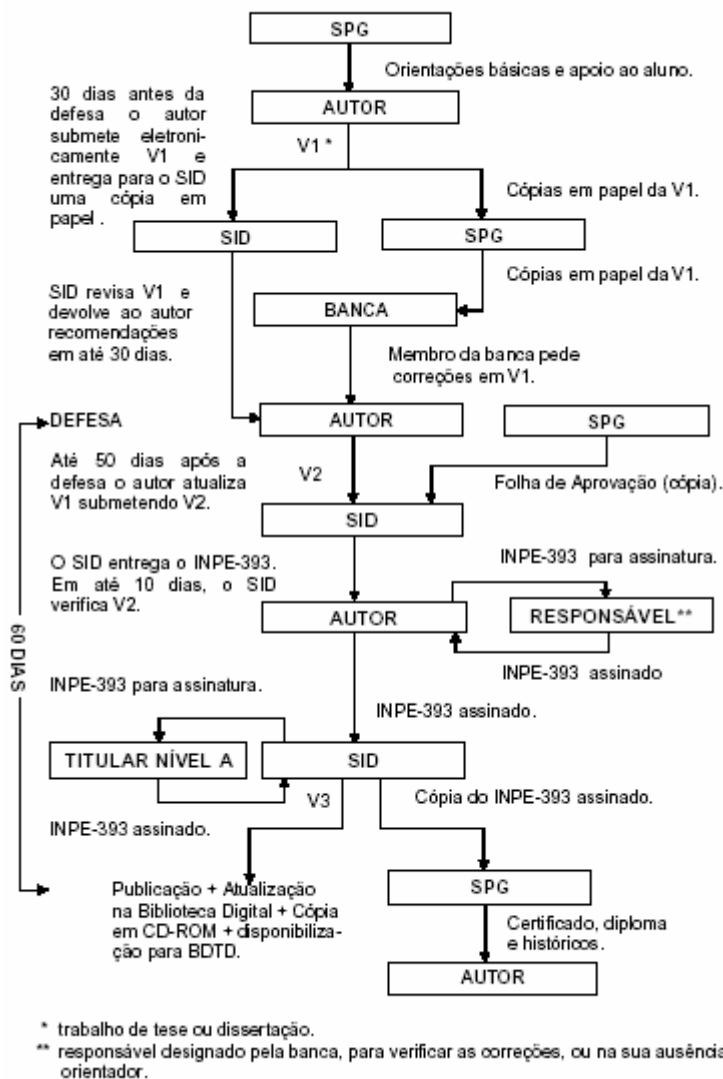 SPG
Orientações básicas e apoio ao aluno.
AUTOR
30 dias antes da
defesa o autor
submete eletroni-
camente V1 e
entrega para o SID
uma cópia em
papel .
V1 *
Cópias em papel da V1.
SID
SPG
Cópias em papel da V1.
SID revisa V1 e
devolve ao autor
recomendações
em até 30 dias.
BANCA
Membro da banca pede
correções em V1.
DEFESA
AUTOR
SPG
Até 50 dias após a
defesa o autor atualiza
V1 submetendo V2.
V2
Folha de Aprovação (cópia).
SID
O SID entrega o INPE-393.
Em até 10 dias, o SID
verifica V2.
INPE-393 para assinatura.
AUTOR
RESPONSÁVEL**
INPE-393 assinado
60 DIAS
INPE-393 para assinatura.
INPE-393 assinado.
TITULAR NÍVEL A
SID
V3
Cópia do INPE-393 assinado.
INPE-393 assinado.
SPG
Publicação + Atualização
na Biblioteca Digital + Cópia
em CD-ROM + disponibiliza-
ção para BDTD.
Certificado, diploma
e históricos.
AUTOR
* trabalho de tese ou dissertação.
** responsável designado pela banca, para verificar as correções, ou na sua ausência
orientador.